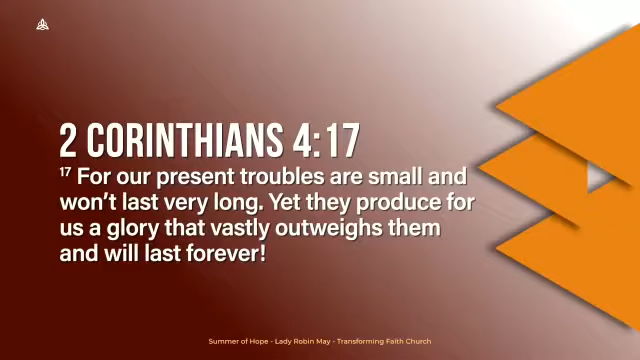 2 CORINTHIANS 4:17
17 For our present troubles are small and
won’t last very long. Yet they produce for
us a glory that vastly outweighs them
and will last forever!
Summer of Hope - Lady Robin May - Transforming Faith Church